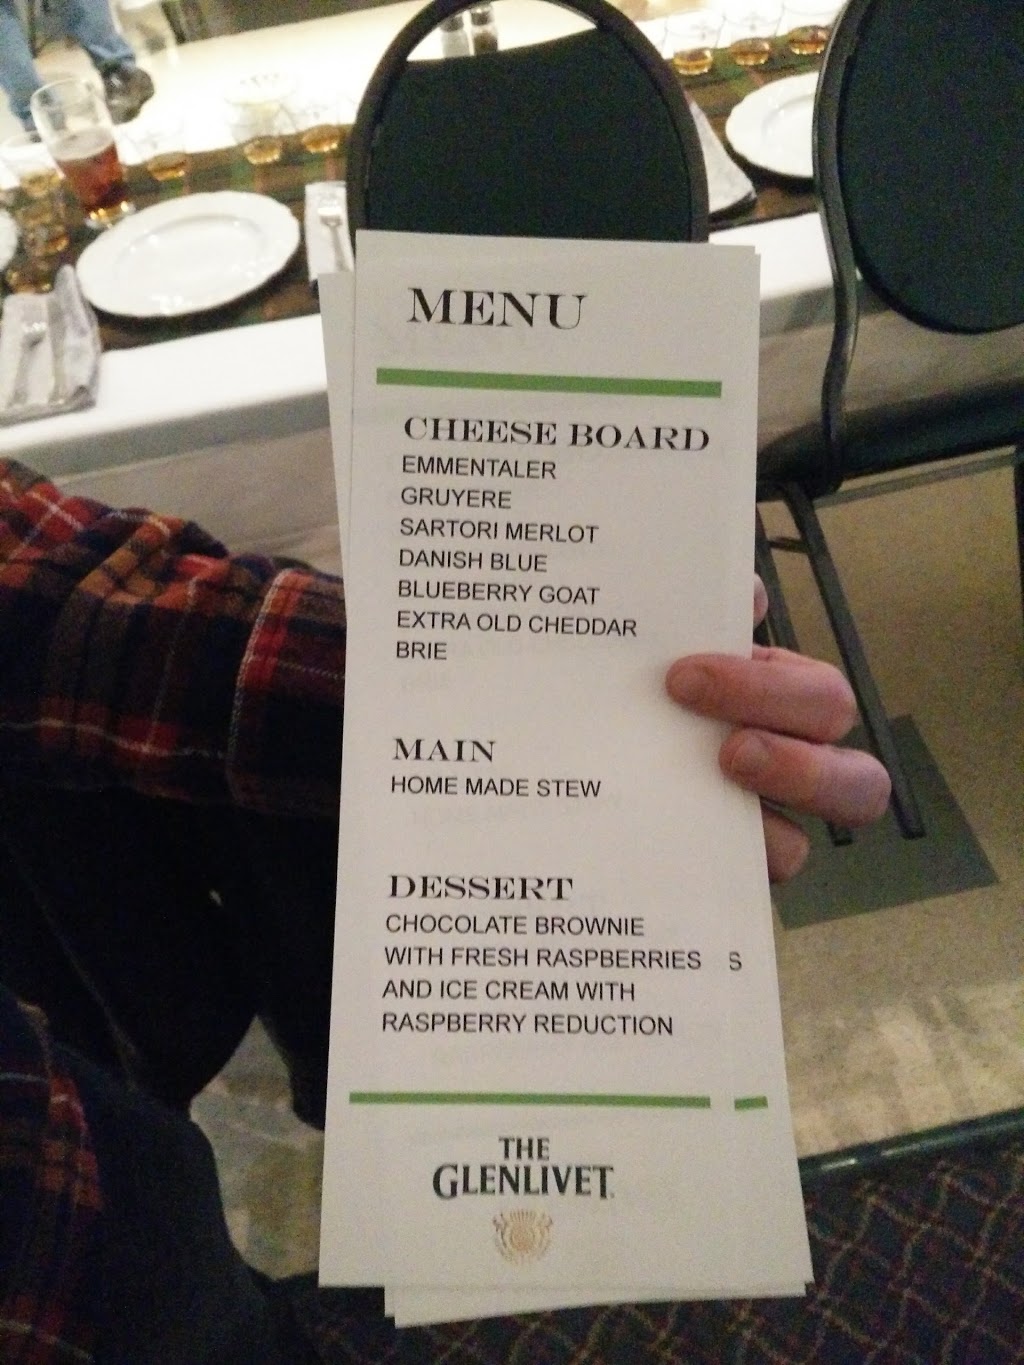 MENU
CHEESE BOARD
EMMENTALER
GRUYERE
SARTORI MERLOT
DANISH BLUE
BLUEBERRY GOAT
EXTRA OLD CHEDDAR
BRIE
MAIN
HOME MADE STEW
DESSERT
CHOCOLATE BROWNIE
WITH FRESH RASPBERRIES S
AND ICE CREAM WITH
RASPBERRY REDUCTION
THE
GLENLIVET.